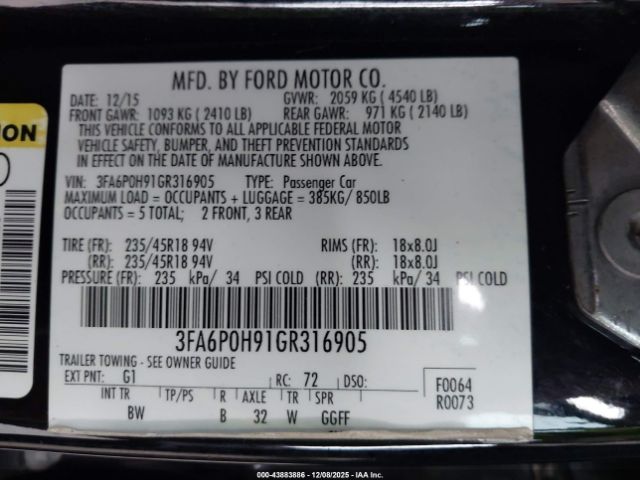 MFD. BY FORD MOTOR CO.
DATE: 12/15 GVWR: 2059 KG ( 4540 LB)
FRONT GAWR: 1093 KG ( 2410 LB) REAR GAWR: 971 KG ( 2140 LB)
THIS VEHICLE CONFORMS TO ALL APPLICABLE FEDERAL MOTOR
VEHICLE SAFETY, BUMPER, AND THEFT PREVENTION STANDARDS
IN EFFECT ON THE DATE OF MANUFACTURE SHOWN ABOVE.
VIN: 3FA6P0H91GR316905 TYPE: Passenger Car
MAXIMUM LOAD = OCCUPANTS + LUGGAGE = 385KG/ 850LB
OCCUPANTS = 5 TOTAL; 2 FRONT, 3 REAR
TIRE (FR): 235/45R18 94V RIMS (FR): 18x8.0J
(RR): 235/45R18 94V (RR): 18x8.0J
PRESSURE (FR): 235 kPa/ 34 PSI COLD (RR): 235 kPa/ 34 PSI COLD
3FA6P0H91GR316905
TRAILER TOWING - SEE OWNER GUIDE
EXT PNT: G1 RC: 72 DSO: F0064
INT TR TP/PS R AXLE TR SPR R0073
BW B 32 W GGFF
000-43883886 - 12/08/2025 - IAAI.CA